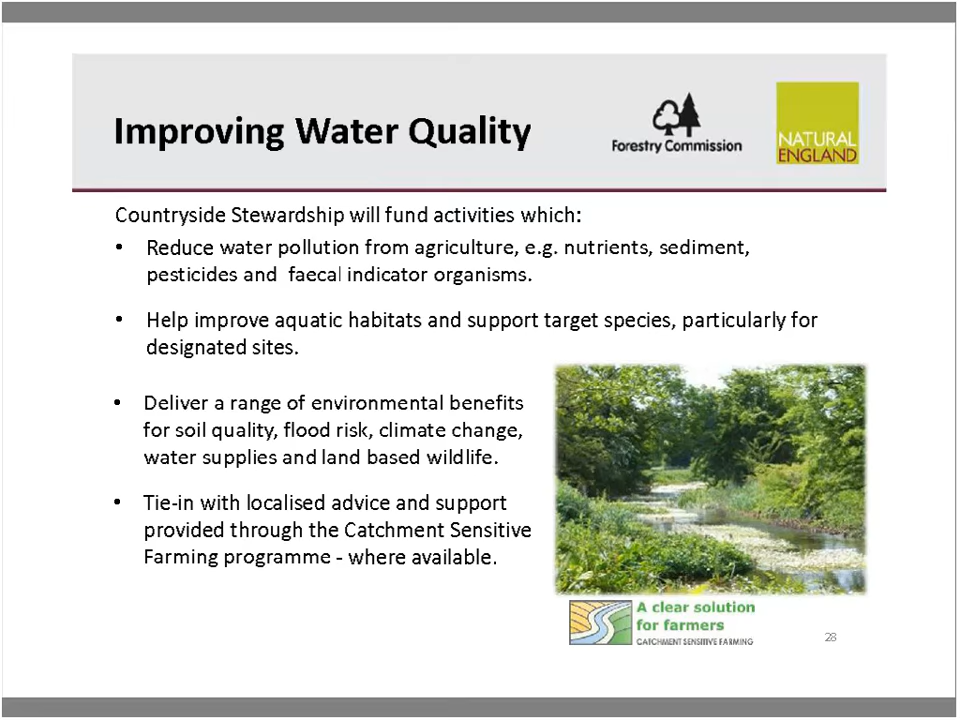 Improving Water Quality
Forestry Commission
NATURAL
ENGLAND
Countryside Stewardship will fund activities which:
• Reduce water pollution from agriculture, e.g. nutrients, sediment,
pesticides and faecal indicator organisms.
• Help improve aquatic habitats and support target species, particularly for
designated sites.
• Deliver a range of environmental benefits
for soil quality, flood risk, climate change,
water supplies and land based wildlife.
• Tie-in with localised advice and support
provided through the Catchment Sensitive
Farming programme - where available.
A clear solution
for farmers
CATCHMENT SENSITIVE FARMING
28